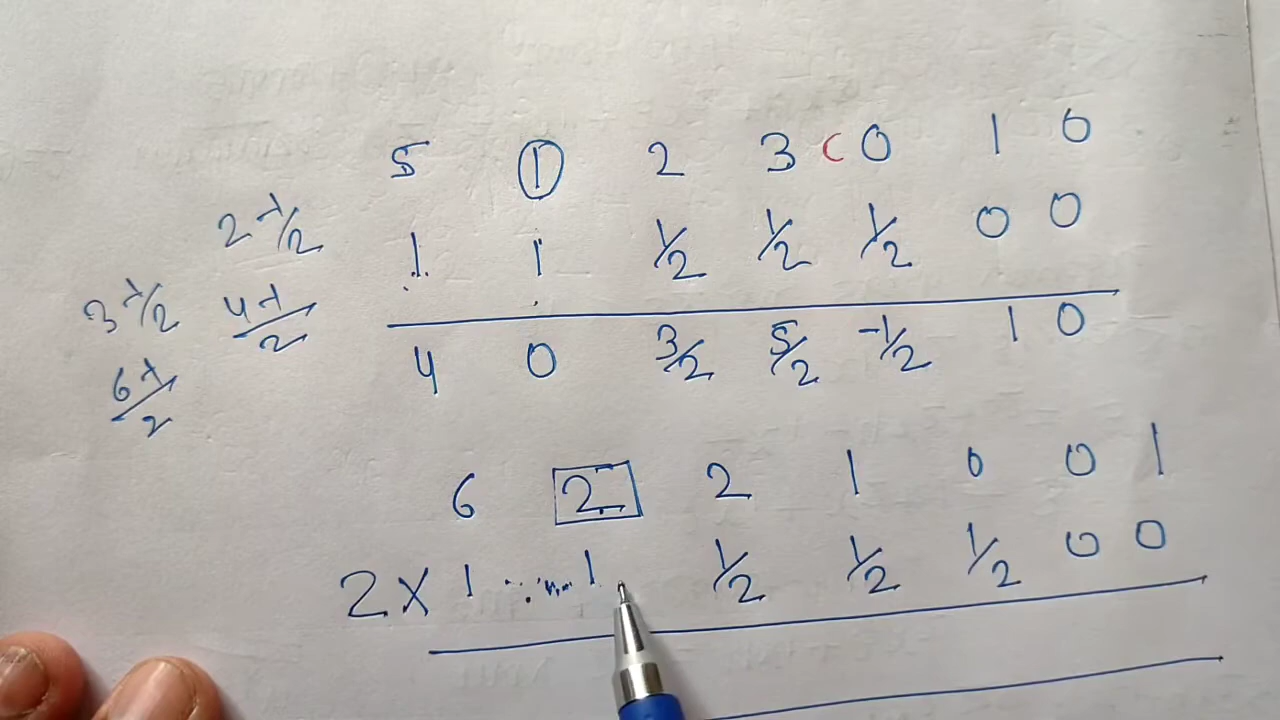 5 1 2 3 0 1 0
2 1/2 1 1 1/2 1/2 1/2 0 0
3 1/2 4+1/2 4 0 3/2 5/2 -1/2 1 0
6+1/2
6 2 2 1 0 0 1
2 X 1 1 1/2 1/2 1/2 0 0